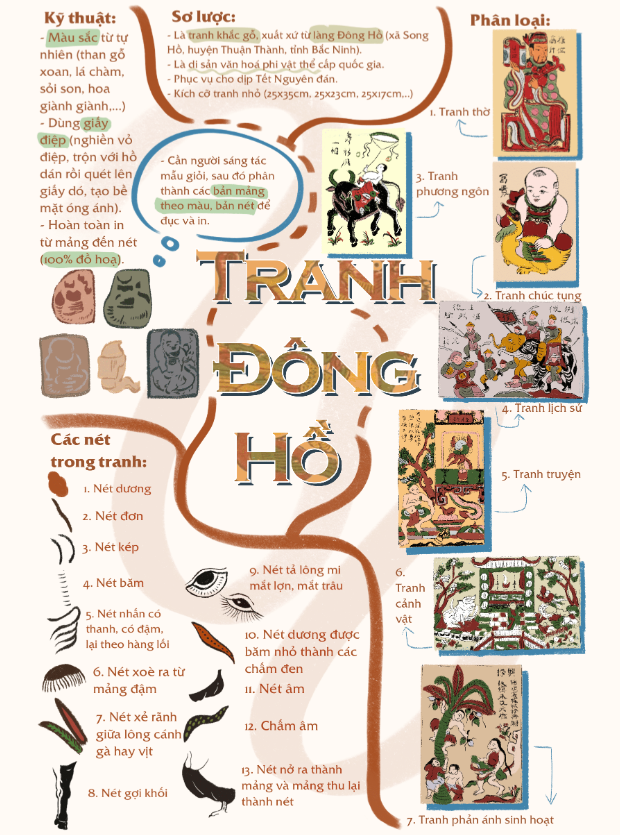 Kỹ thuật:
- Màu sắc từ tự
nhiên (than gỗ
xoan, lá chàm,
sỏi son, hoa
giành giành,...)
- Dùng giấy
điệp (nghiền vỏ
điệp, trộn với hồ
dán rồi quét lên
giấy dó, tạo bề
mặt óng ánh).
- Hoàn toàn in
từ mảng đến nét
(100% đồ hoạ).
Sơ lược:
- Là tranh khắc gỗ, xuất xứ từ làng Đông Hồ (xã Song
Hồ, huyện Thuận Thành, tỉnh Bắc Ninh).
- Là di sản văn hoá phi vật thể cấp quốc gia.
- Phục vụ cho dịp Tết Nguyên đán.
- Kích cỡ tranh nhỏ (25x35cm, 25x23cm, 25x17cm,..)
- Cần người sáng tác
mẫu giỏi, sau đó phân
thành các bản mảng
theo màu, bản nét để
đục và in.
Phân loại:
1. Tranh thờ
3. Tranh
phương ngôn
2. Tranh chúc tụng
4. Tranh lịch sử
5. Tranh truyện
6.
Tranh
cảnh
vật
7. Tranh phản ánh sinh hoạt
TRANH
ĐÔNG
HỒ
Các nét
trong tranh:
1. Nét dương
2. Nét đơn
3. Nét kép
4. Nét băm
5. Nét nhấn có
thanh, có đậm,
lại theo hàng lối
6. Nét xoè ra từ
mảng đậm
7. Nét xẻ rãnh
giữa lông cánh
gà hay vịt
8. Nét gợi khối
9. Nét tả lông mi
mắt lợn, mắt trâu
10. Nét dương được
băm nhỏ thành các
chấm đen
11. Nét âm
12. Chấm âm
13. Nét nở ra thành
mảng và mảng thu lại
thành nét